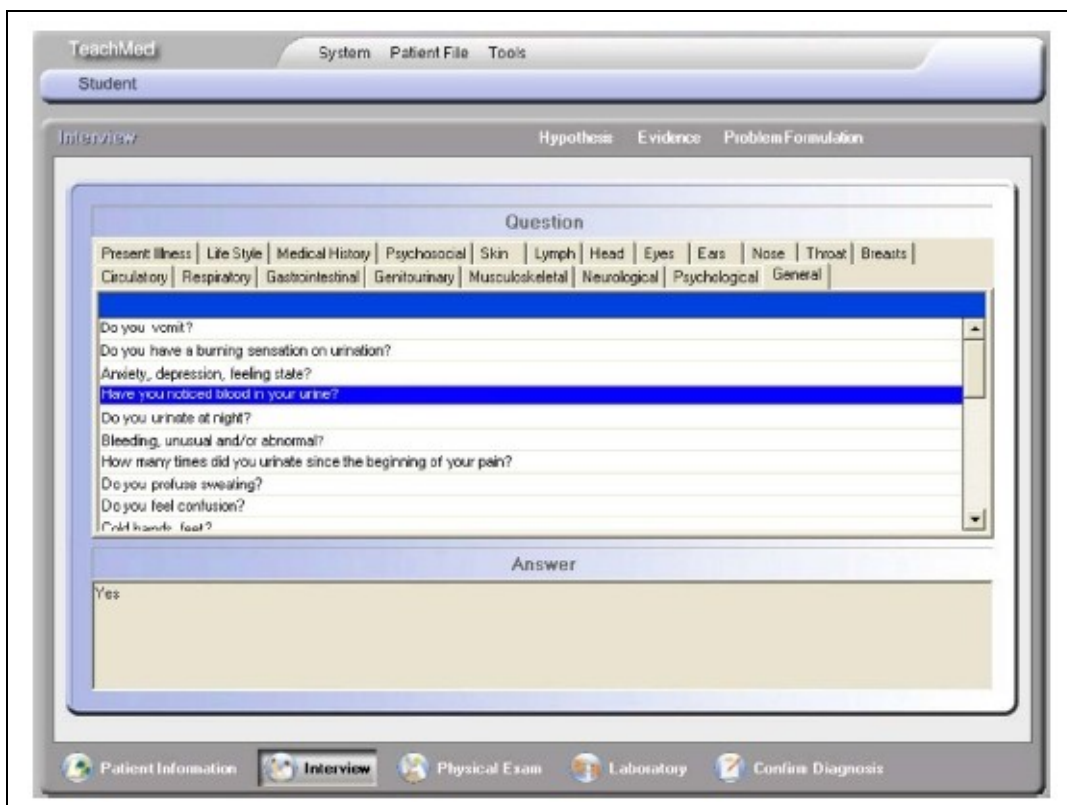 TeachMed System Patient File Tools
Student
Interview Hypothesis Evidence Problem Formulation
Question
Present Illness Life Style Medical History Psychosocial Skin Lymph Head Eyes Ears Nose Throat Breasts
Circulatory Respiratory Gastrointestinal Genitourinary Musculoskeletal Neurological Psychological General
Do you vomit?
Do you have a burning sensation on urination?
Anxiety, depression, feeling state?
Have you noticed blood in your urine?
Do you urinate at night?
Bleeding, unusual and/or abnormal?
How many times did you urinate since the beginning of your pain?
Do you profuse sweating?
Do you feel confusion?
Cold hands, feet?
Answer
Yes
Patient Information Interview Physical Exam Laboratory Confirm Diagnosis